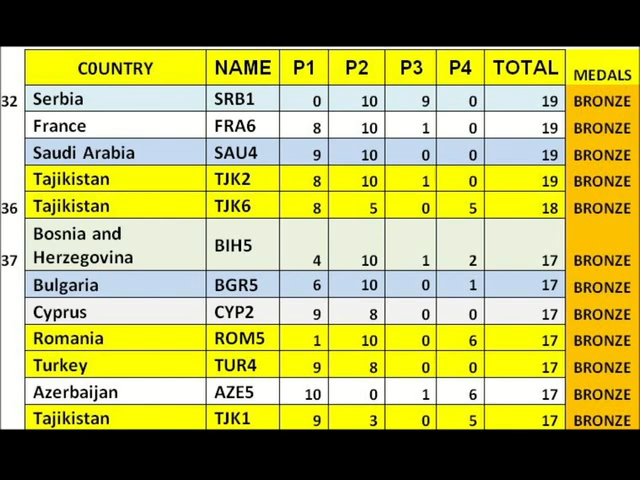 C0UNTRY NAME P1 P2 P3 P4 TOTAL MEDALS
32 Serbia SRB1 0 10 9 0 19 BRONZE
France FRA6 8 10 1 0 19 BRONZE
Saudi Arabia SAU4 9 10 0 0 19 BRONZE
Tajikistan TJK2 8 10 1 0 19 BRONZE
36 Tajikistan TJK6 8 5 0 5 18 BRONZE
Bosnia and
37 Herzegovina BIH5 4 10 1 2 17 BRONZE
Bulgaria BGR5 6 10 0 1 17 BRONZE
Cyprus CYP2 9 8 0 0 17 BRONZE
Romania ROM5 1 10 0 6 17 BRONZE
Turkey TUR4 9 8 0 0 17 BRONZE
Azerbaijan AZE5 10 0 1 6 17 BRONZE
Tajikistan TJK1 9 3 0 5 17 BRONZE